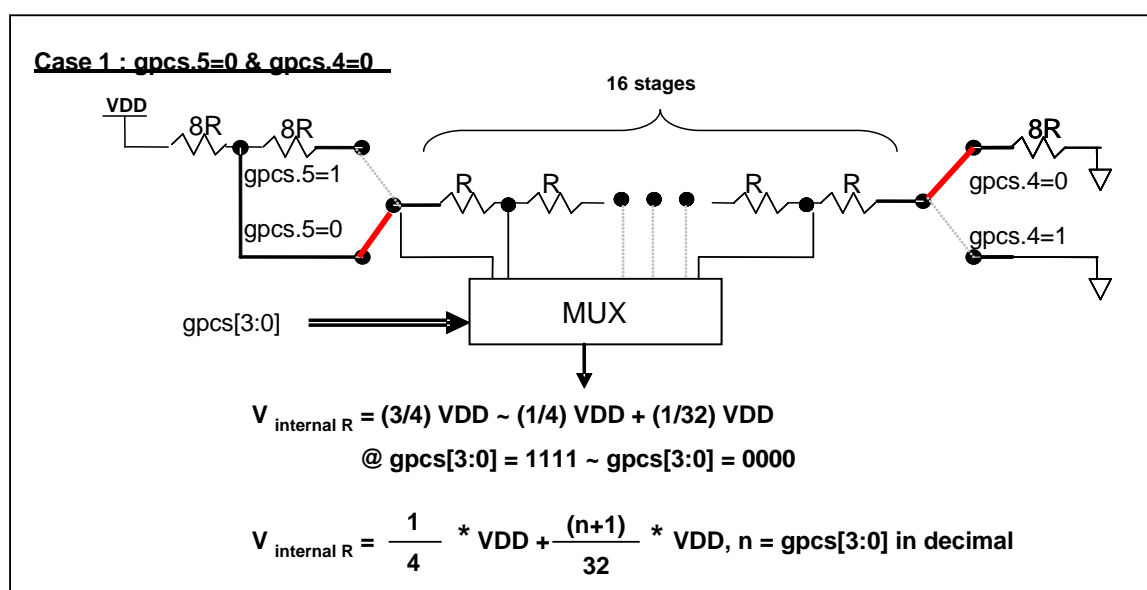 Case 1 : gpcs.5=0 & gpcs.4=0
16 stages
VDD
8R
8R
8R
gpcs.5=1
R
R
R
R
gpcs.4=0
gpcs.5=0
gpcs.4=1
gpcs[3:0]
MUX
V internal R = (3/4) VDD ~ (1/4) VDD + (1/32) VDD
@ gpcs[3:0] = 1111 ~ gpcs[3:0] = 0000
V internal R = 1/4 * VDD + (n+1)/32 * VDD, n = gpcs[3:0] in decimal